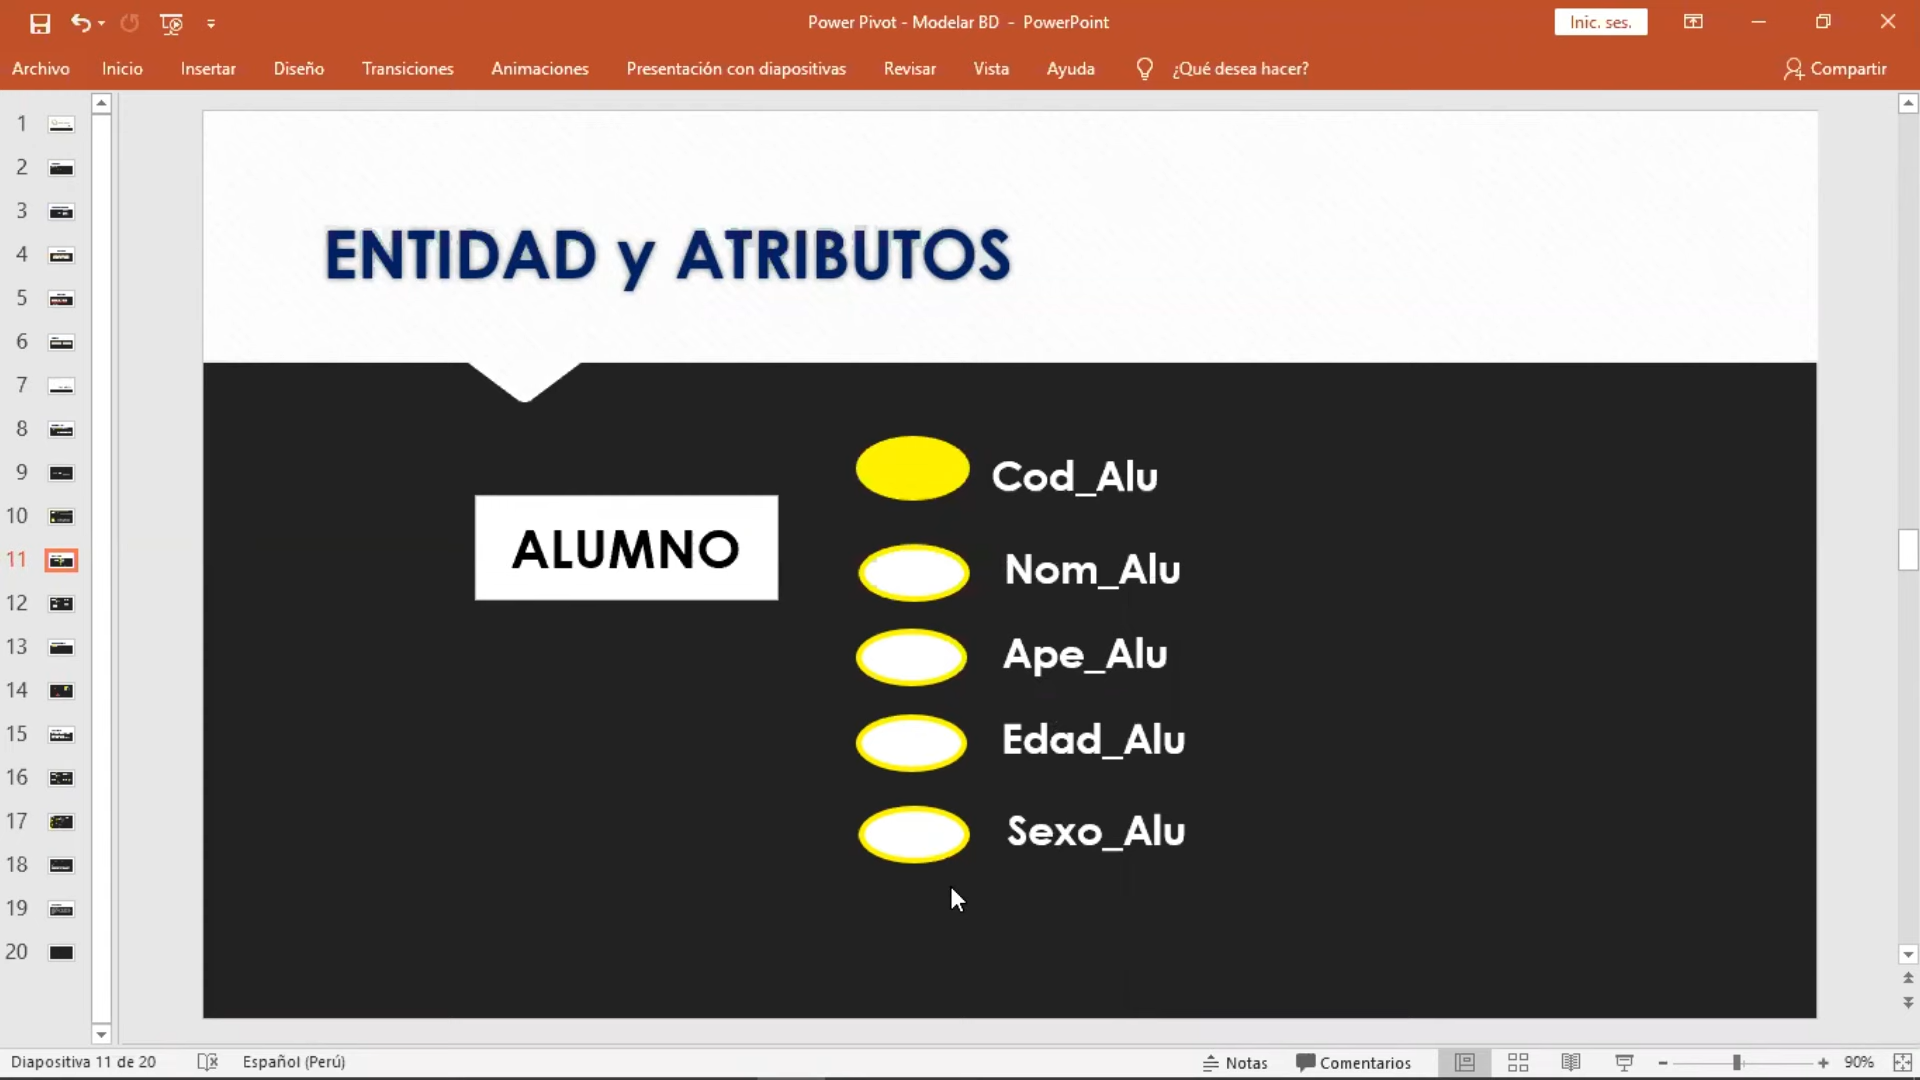 Power Pivot - Modelar BD - PowerPoint
Inic. ses.
Archivo Inicio Insertar Diseño Transiciones Animaciones Presentación con diapositivas Revisar Vista Ayuda ¿Qué desea hacer? Compartir
1
2
3
4
5
6
7
8
9
10
11
12
13
14
15
16
17
18
19
20
ENTIDAD y ATRIBUTOS
ALUMNO
Cod_Alu
Nom_Alu
Ape_Alu
Edad_Alu
Sexo_Alu
Diapositiva 11 de 20 Español (Perú) Notas Comentarios 90%